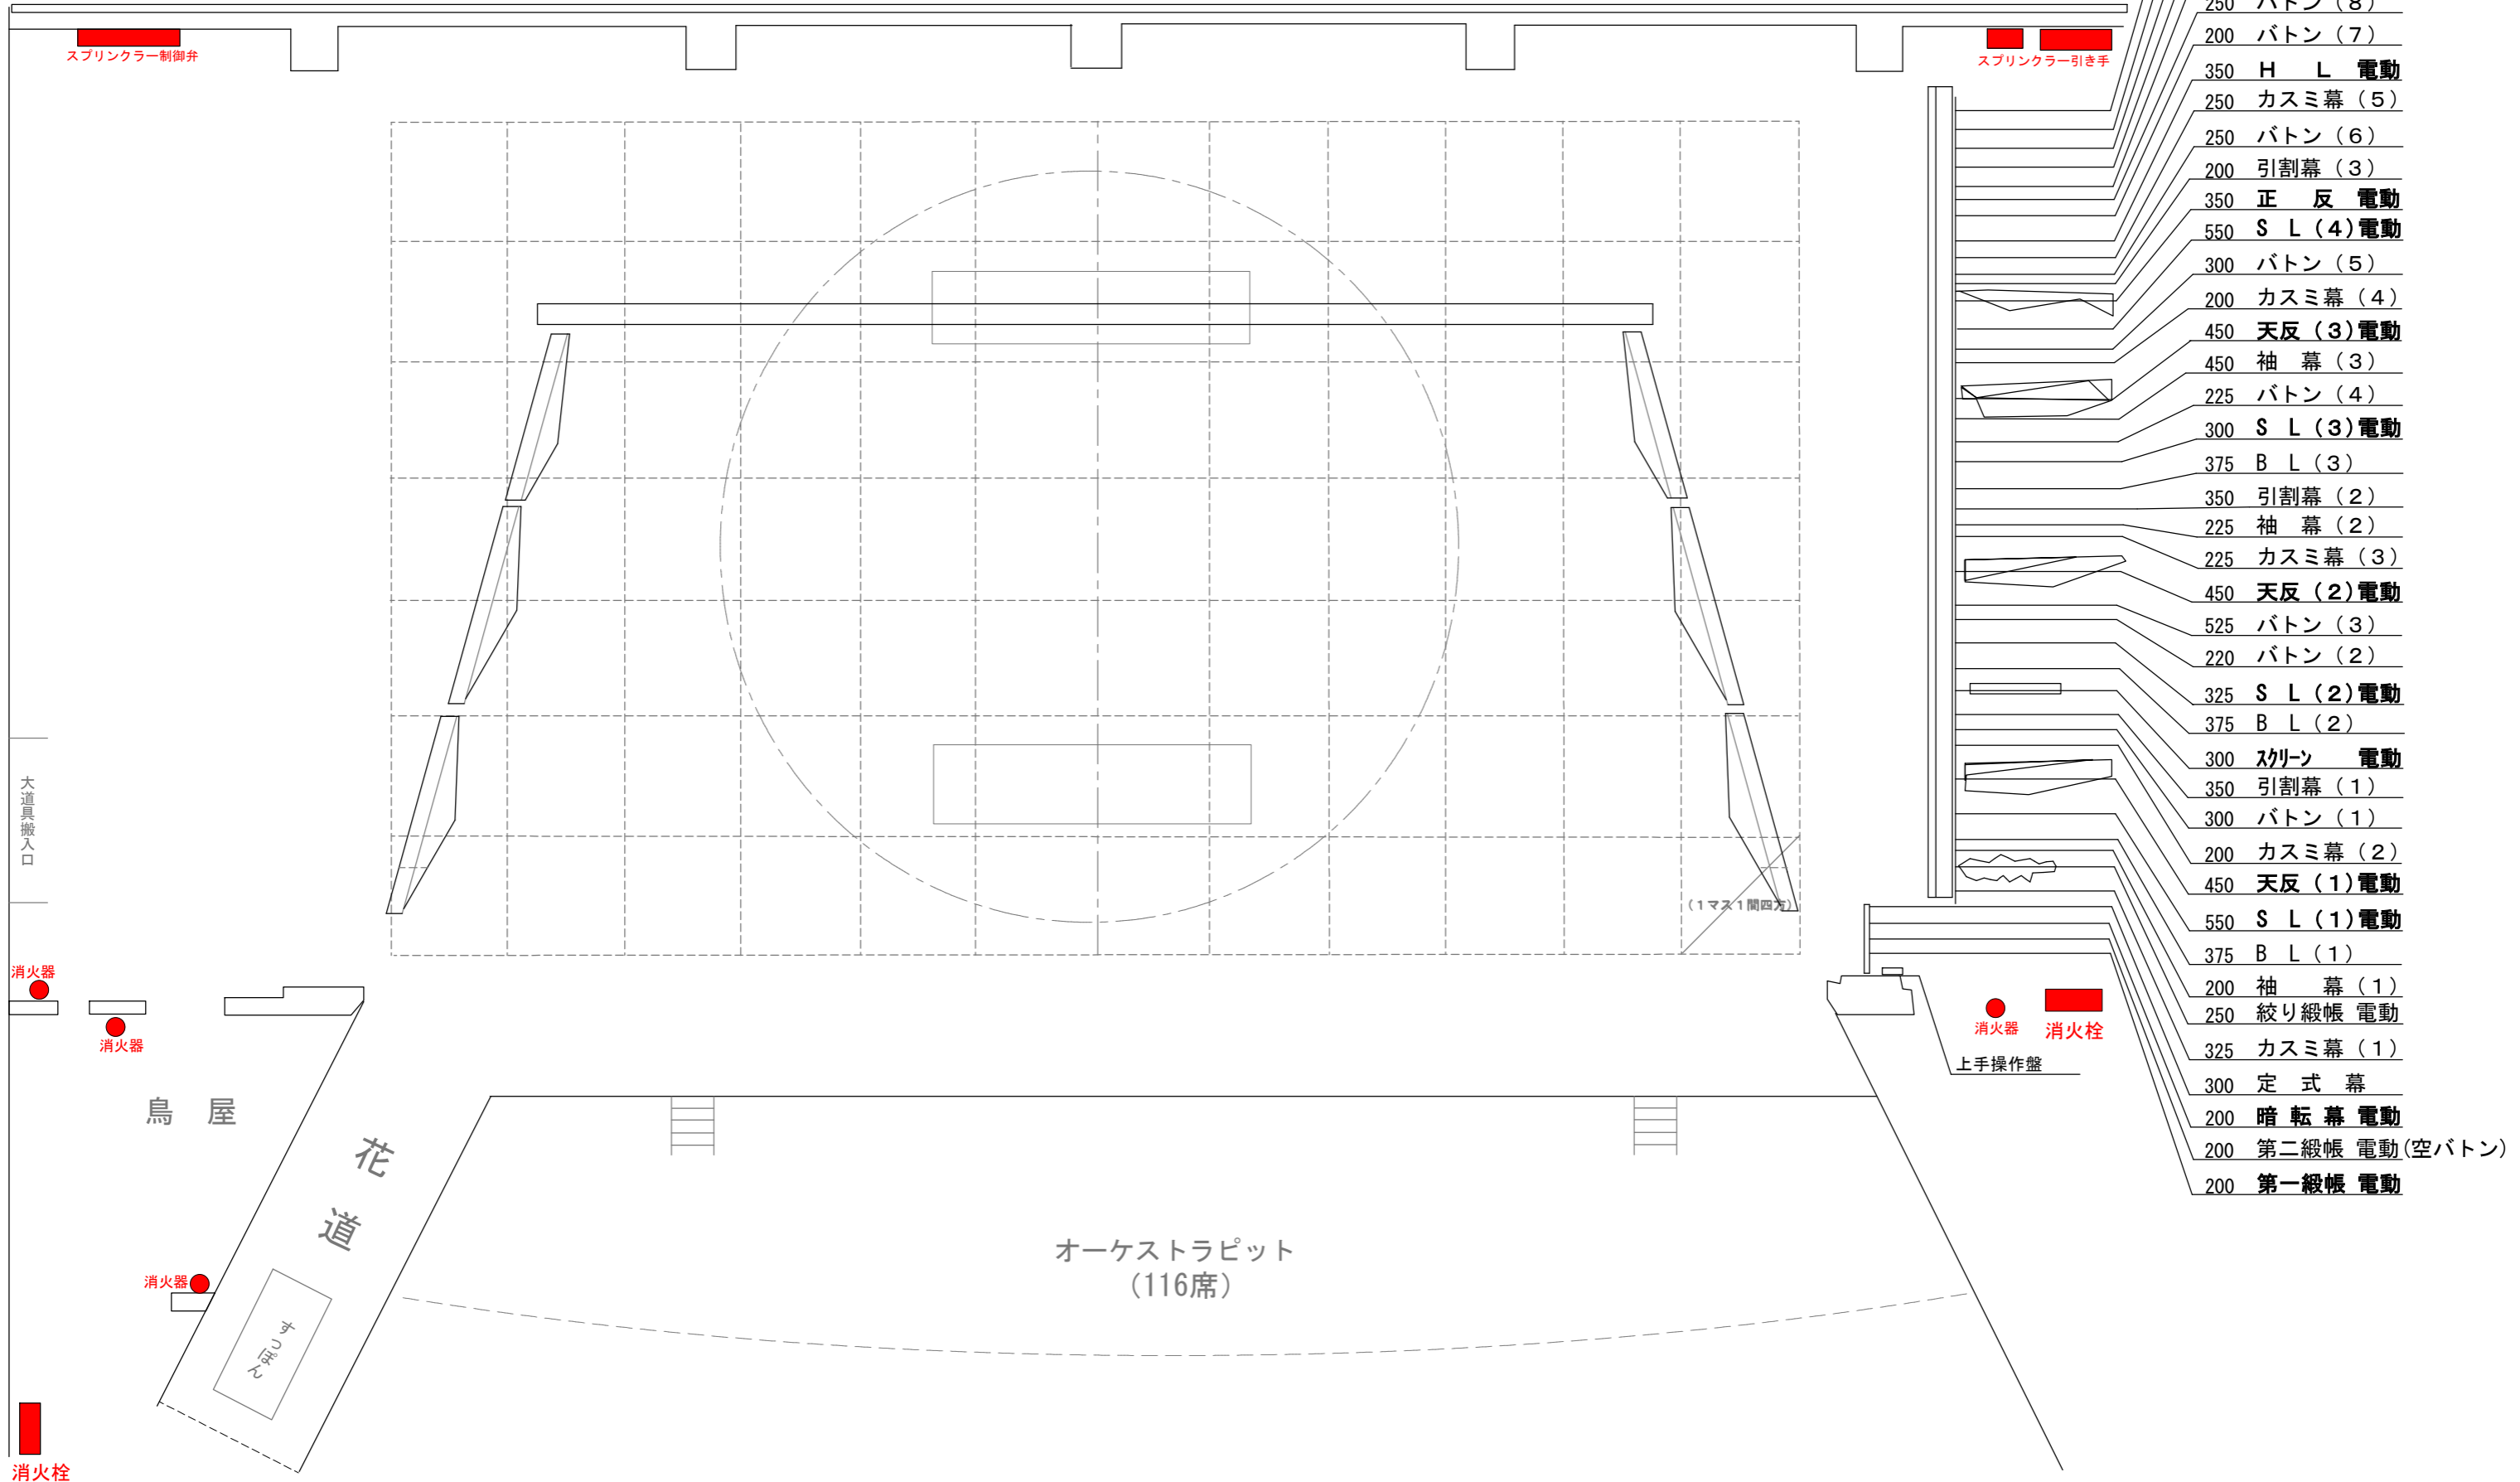 250 バトン（８）
スプリンクラー制御弁
スプリンクラー引き手
200 バトン（７）
350 Ｈ Ｌ 電動
250 カスミ幕（５）
250 バトン（６）
200 引割幕（３）
350 正 反 電動
550 Ｓ Ｌ（４）電動
300 バトン（５）
200 カスミ幕（４）
450 天反（３）電動
450 袖 幕（３）
225 バトン（４）
300 Ｓ Ｌ（３）電動
375 Ｂ Ｌ（３）
350 引割幕（２）
225 袖 幕（２）
225 カスミ幕（３）
450 天反（２）電動
525 バトン（３）
220 バトン（２）
325 Ｓ Ｌ（２）電動
375 Ｂ Ｌ（２）
300 ｽｸﾘｰﾝ 電動
350 引割幕（１）
300 バトン（１）
200 カスミ幕（２）
450 天反（１）電動
550 Ｓ Ｌ（１）電動
375 Ｂ Ｌ（１）
200 袖 幕（１）
250 絞り緞帳 電動
325 カスミ幕（１）
300 定 式 幕
200 暗 転 幕 電動
200 第二緞帳 電動(空バトン)
200 第一緞帳 電動
大道具搬入口
（１マス１間四方）
消火器
消火器
消火器
消火栓
上手操作盤
鳥 屋
花道
オーケストラピット
（116席）
消火器
すっぽん
消火栓